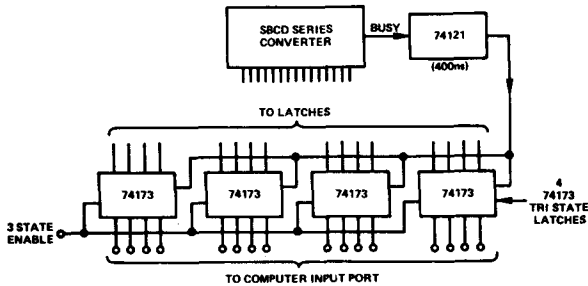 SBCD SERIES
CONVERTER
BUSY
74121
(400ns)
TO LATCHES
74173
74173
74173
74173
4
74173
TRI STATE
LATCHES
3 STATE
ENABLE
TO COMPUTER INPUT PORT